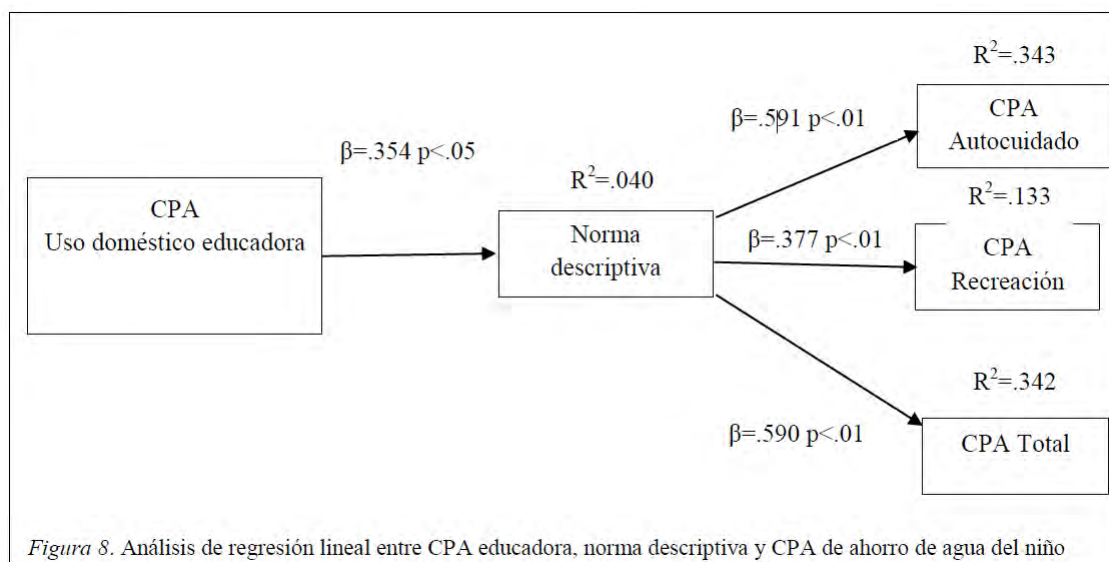 R²=.343
CPA
Autocuidado
β=.591 p<.01
β=.354 p<.05
R²=.040
R²=.133
CPA
Uso doméstico educadora
Norma
descriptiva
β=.377 p<.01
CPA
Recreación
R²=.342
β=.590 p<.01
CPA Total
Figura 8. Análisis de regresión lineal entre CPA educadora, norma descriptiva y CPA de ahorro de agua del niño